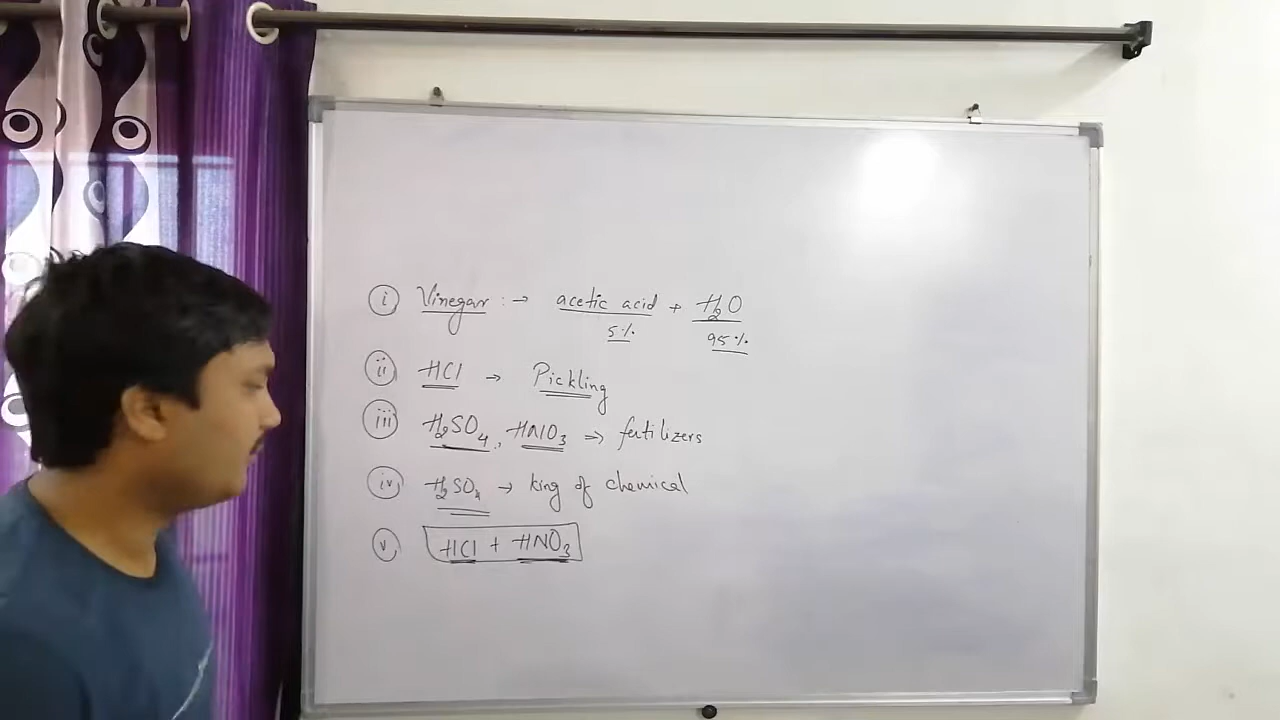 (i) Vinegar :→ acetic acid + H2O
5% 95%
(ii) HCl → Pickling
(iii) H2SO4, HNO3 ⇒ fertilizers
(iv) H2SO4 → king of chemical
(v) HCl + HNO3